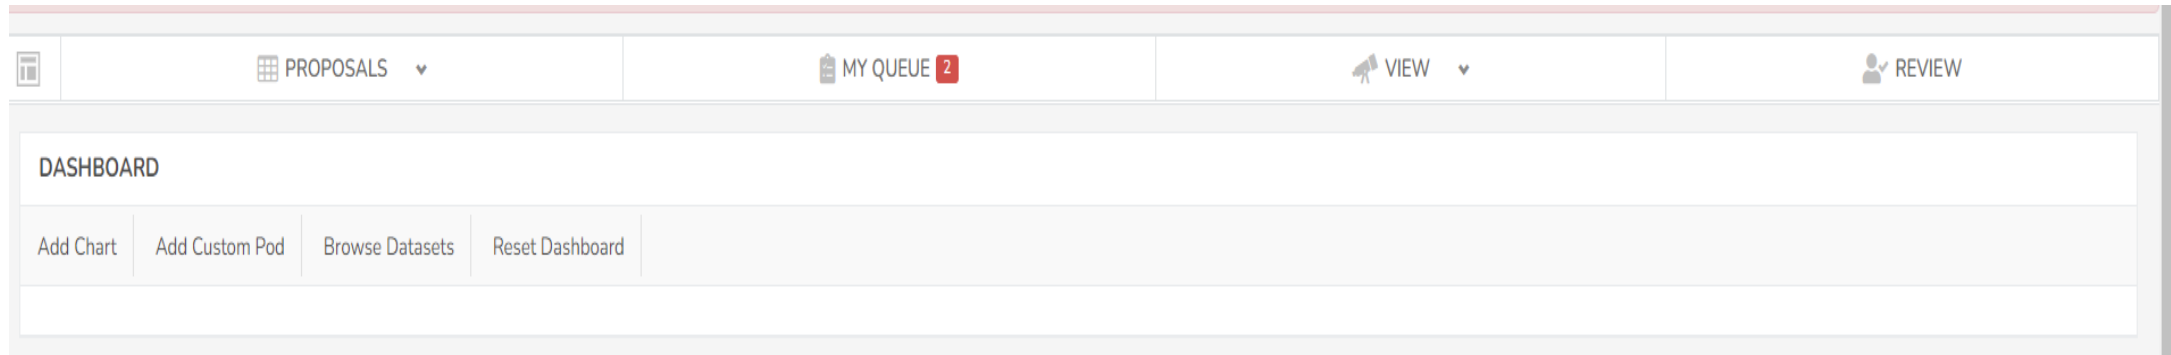 PROPOSALS MY QUEUE 2 VIEW REVIEW
DASHBOARD
Add Chart Add Custom Pod Browse Datasets Reset Dashboard